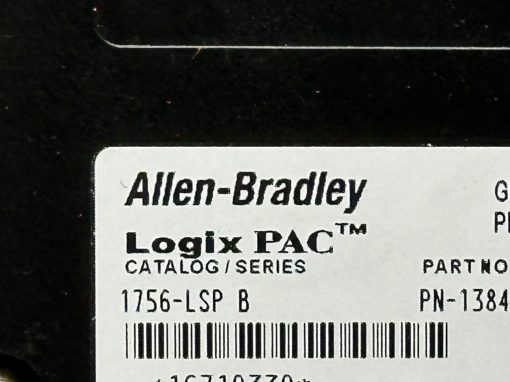 Allen-Bradley
Logix PAC™
CATALOG / SERIES PART NO
1756-LSP B PN-1384